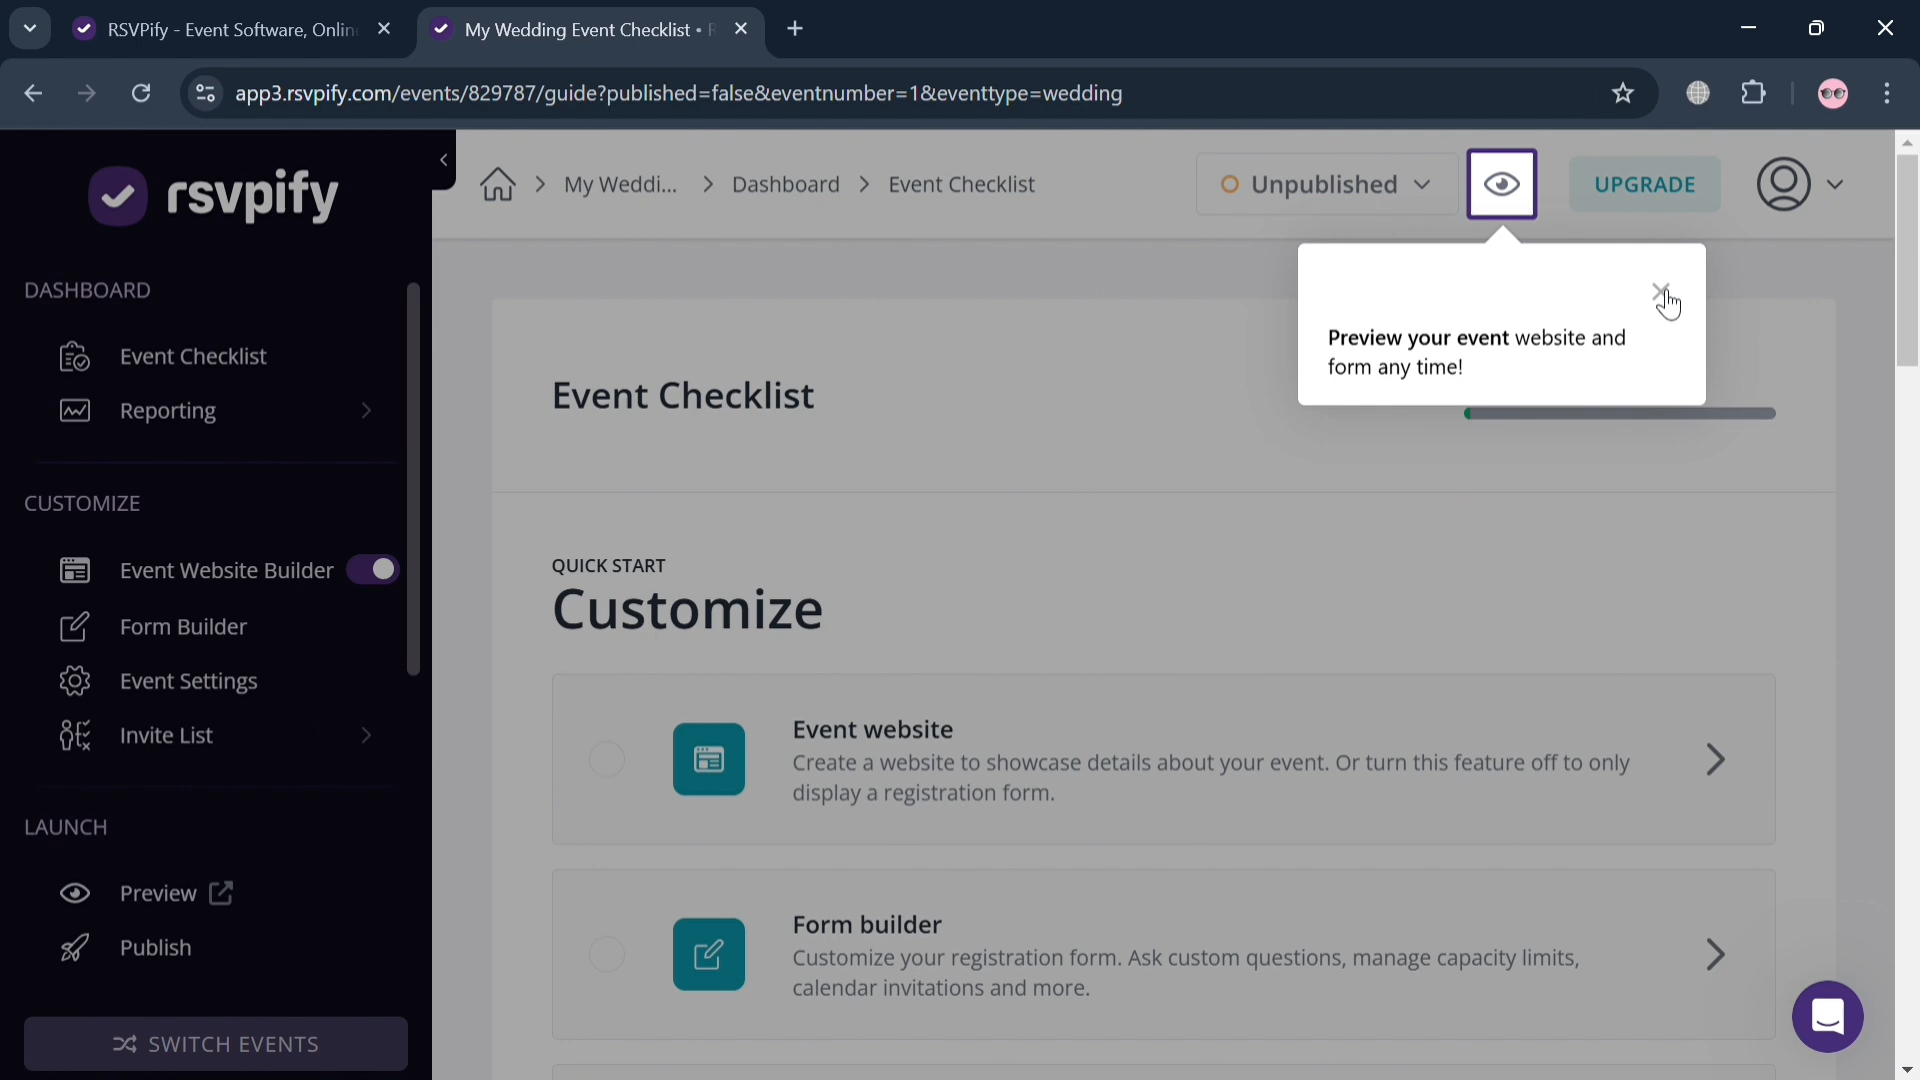 RSVPify - Event Software, Onlin
My Wedding Event Checklist • R
app3.rsvpify.com/events/829787/guide?published=false&eventnumber=1&eventtype=wedding
rsvpify
My Weddi...
Dashboard
Event Checklist
Unpublished
UPGRADE
Preview your event website and
form any time!
DASHBOARD
Event Checklist
Reporting
CUSTOMIZE
Event Website Builder
Form Builder
Event Settings
Invite List
LAUNCH
Preview
Publish
SWITCH EVENTS
Event Checklist
QUICK START
Customize
Event website
Create a website to showcase details about your event. Or turn this feature off to only
display a registration form.
Form builder
Customize your registration form. Ask custom questions, manage capacity limits,
calendar invitations and more.